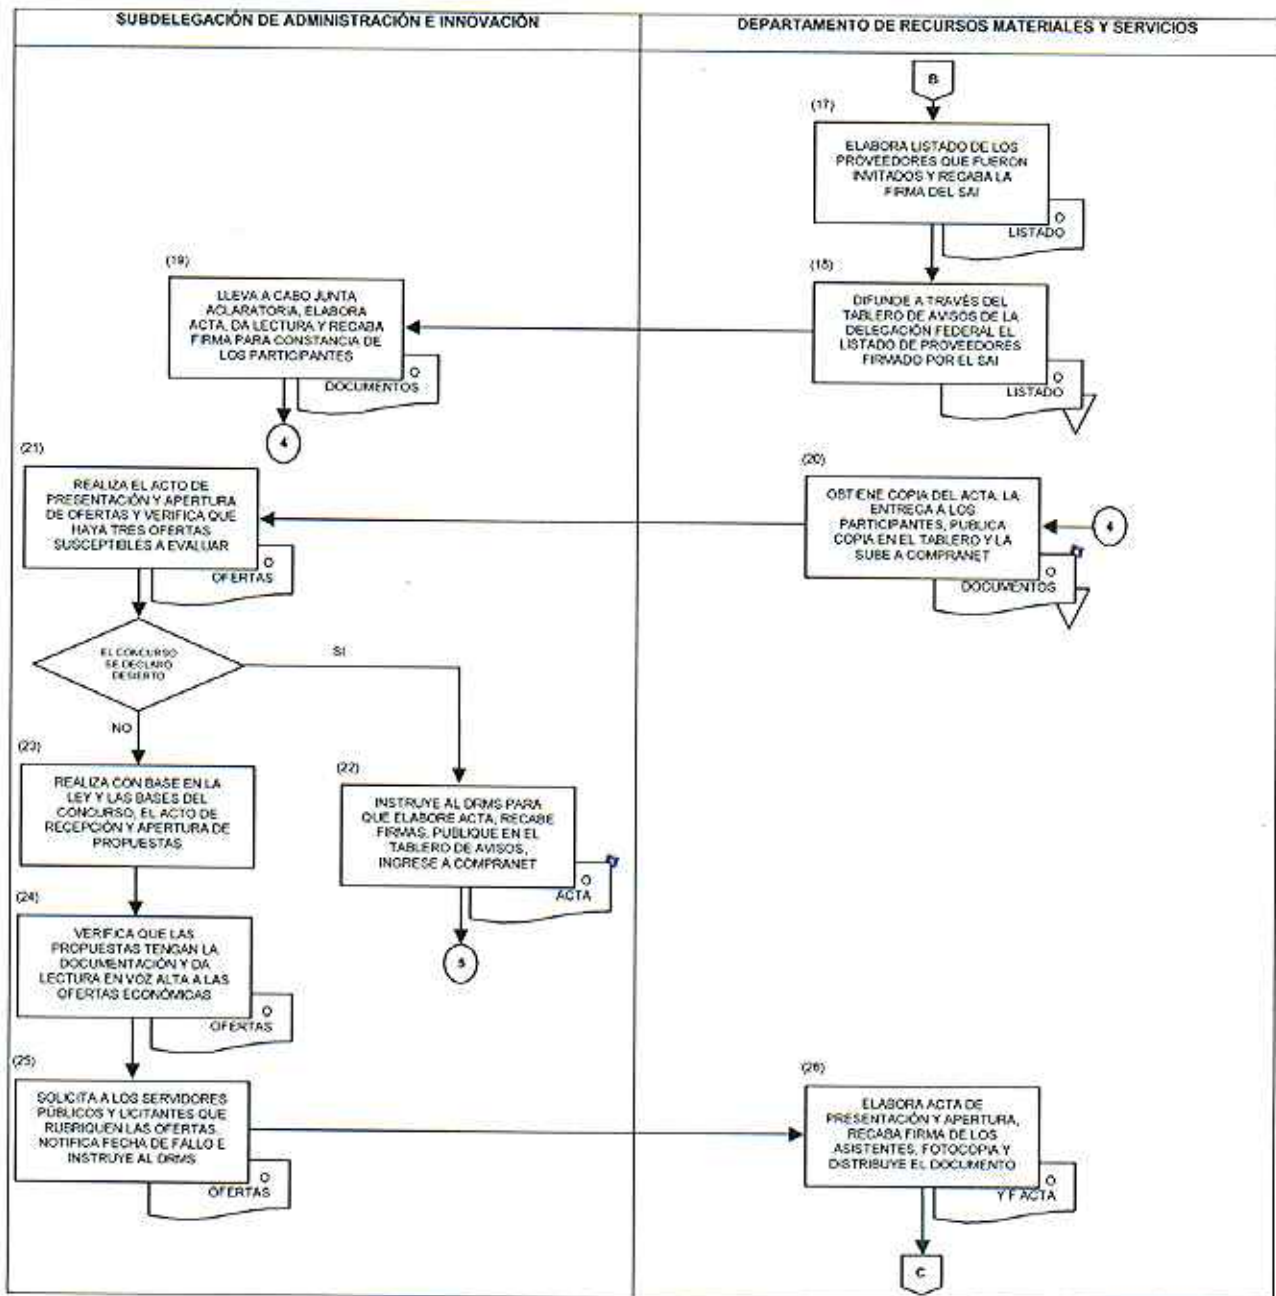 SUBDELEGACIÓN DE ADMINISTRACIÓN E INNOVACIÓN
DEPARTAMENTO DE RECURSOS MATERIALES Y SERVICIOS
B
(17)
ELABORA LISTADO DE LOS
PROVEEDORES QUE FUERON
INVITADOS Y RECABA LA
FIRMA DEL SAI
O
LISTADO
(18)
DIFUNDE A TRAVÉS DEL
TABLERO DE AVISOS DE LA
DELEGACIÓN FEDERAL EL
LISTADO DE PROVEEDORES
FIRMADO POR EL SAI
O
LISTADO
(19)
LLEVA A CABO JUNTA
ACLARATORIA, ELABORA
ACTA, DA LECTURA Y RECABA
FIRMA PARA CONSTANCIA DE
LOS PARTICIPANTES
O
DOCUMENTOS
4
(20)
OBTIENE COPIA DEL ACTA, LA
ENTREGA A LOS
PARTICIPANTES, PUBLICA
COPIA EN EL TABLERO Y LA
SUBE A COMPRANET
4
O
DOCUMENTOS
(21)
REALIZA EL ACTO DE
PRESENTACIÓN Y APERTURA
DE OFERTAS Y VERIFICA QUE
HAYA TRES OFERTAS
SUSCEPTIBLES A EVALUAR
O
OFERTAS
EL CONCURSO
SE DECLARÓ
DESIERTO
SI
NO
(22)
INSTRUYE AL DRMS PARA
QUE ELABORE ACTA, RECABE
FIRMAS, PUBLIQUE EN EL
TABLERO DE AVISOS,
INGRESE A COMPRANET
O
ACTA
5
(23)
REALIZA CON BASE EN LA
LEY Y LAS BASES DEL
CONCURSO, EL ACTO DE
RECEPCIÓN Y APERTURA DE
PROPUESTAS
(24)
VERIFICA QUE LAS
PROPUESTAS TENGAN LA
DOCUMENTACIÓN Y DA
LECTURA EN VOZ ALTA A LAS
OFERTAS ECONÓMICAS
O
OFERTAS
(25)
SOLICITA A LOS SERVIDORES
PÚBLICOS Y LICITANTES QUE
RUBRIQUEN LAS OFERTAS,
NOTIFICA FECHA DE FALLO E
INSTRUYE AL DRMS
O
OFERTAS
(26)
ELABORA ACTA DE
PRESENTACIÓN Y APERTURA,
RECABA FIRMA DE LOS
ASISTENTES, FOTOCOPIA Y
DISTRIBUYE EL DOCUMENTO
O
Y F ACTA
C